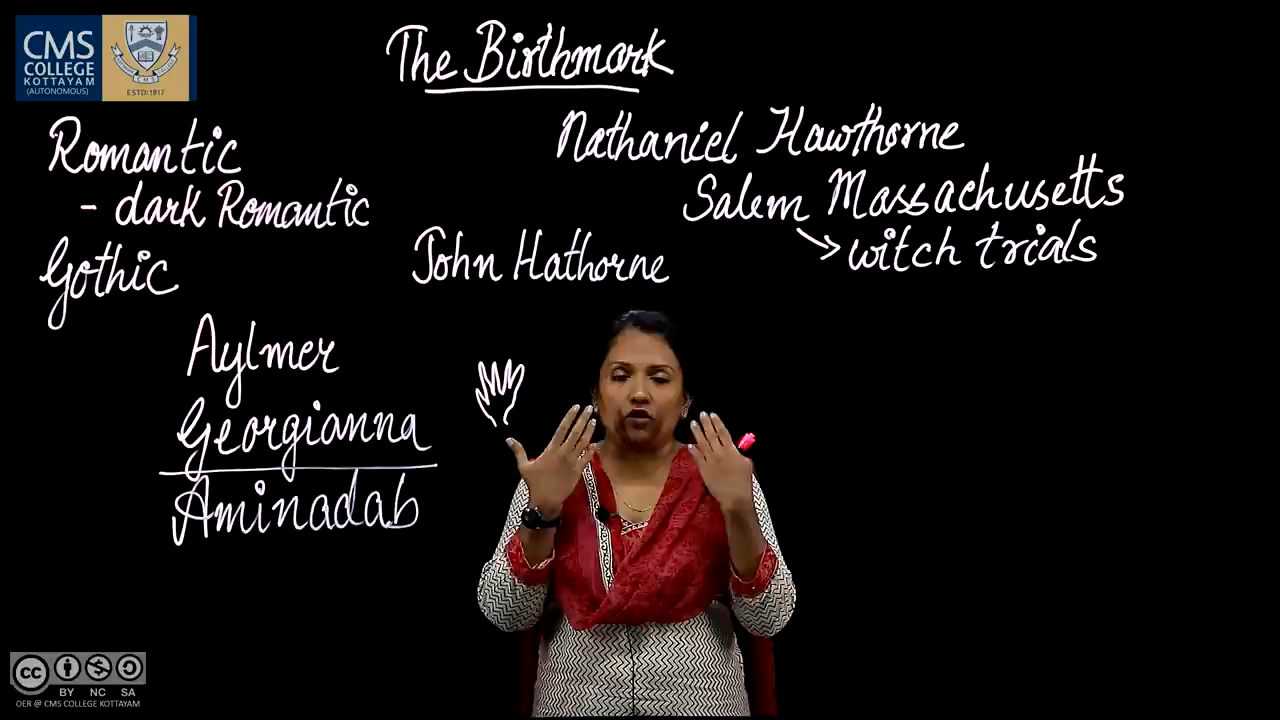 CMS
COLLEGE
KOTTAYAM
(AUTONOMOUS)
ESTD:1817
The Birthmark
Nathaniel Hawthorne
Salem Massachusetts
witch trials
Romantic
- dark Romantic
Gothic
John Hathorne
Aylmer
Georgianna
Aminadab
cc
BY NC SA
OER @ CMS COLLEGE KOTTAYAM